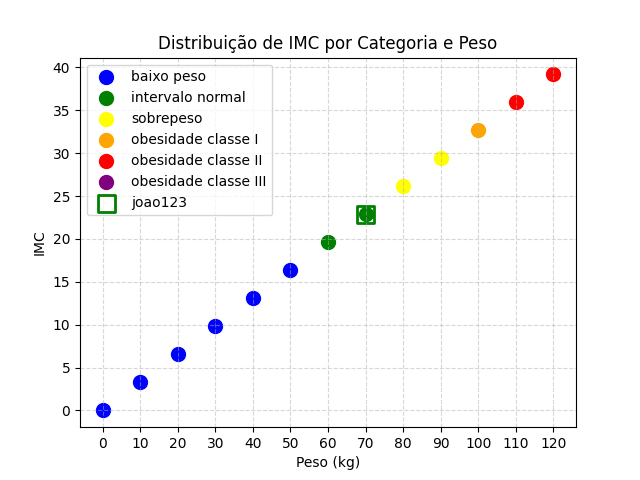 Distribuição de IMC por Categoria e Peso
baixo peso
intervalo normal
sobrepeso
obesidade classe I
obesidade classe II
obesidade classe III
joao123
IMC
40
35
30
25
20
15
10
5
0
0 10 20 30 40 50 60 70 80 90 100 110 120
Peso (kg)